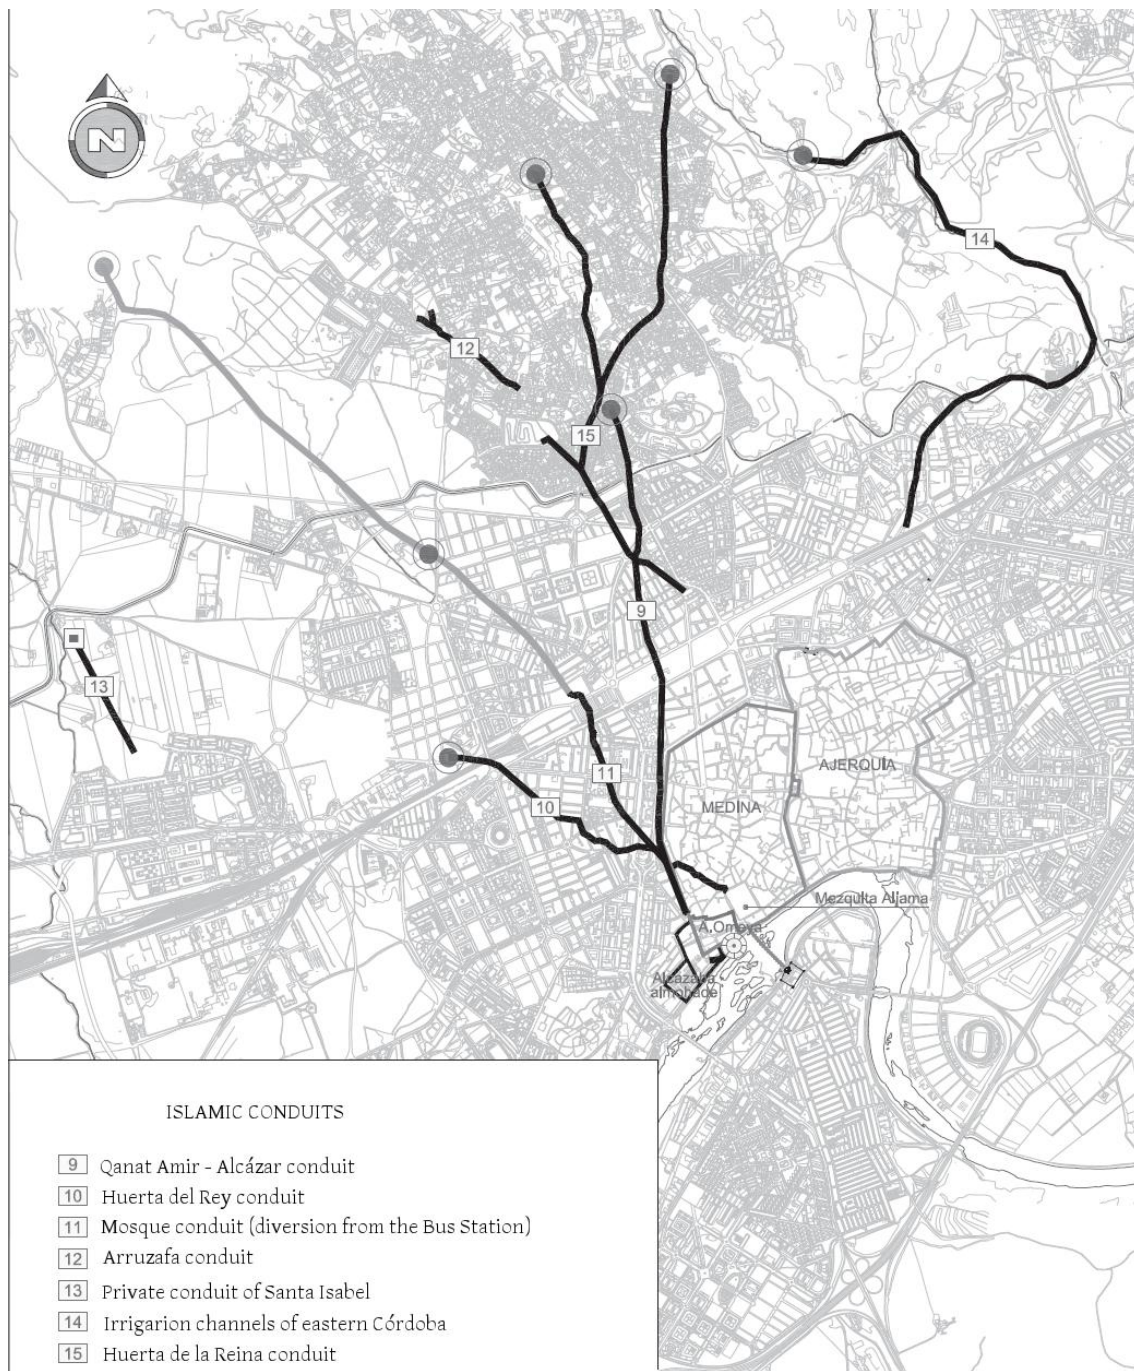 N
14
12
15
9
13
11
10
AJERQUÍA
MEDINA
Mezquita Aljama
A.Omeya
Alcazaba
almohade
ISLAMIC CONDUITS
9 Qanat Amir - Alcázar conduit
10 Huerta del Rey conduit
11 Mosque conduit (diversion from the Bus Station)
12 Arruzafa conduit
13 Private conduit of Santa Isabel
14 Irrigarion channels of eastern Córdoba
15 Huerta de la Reina conduit